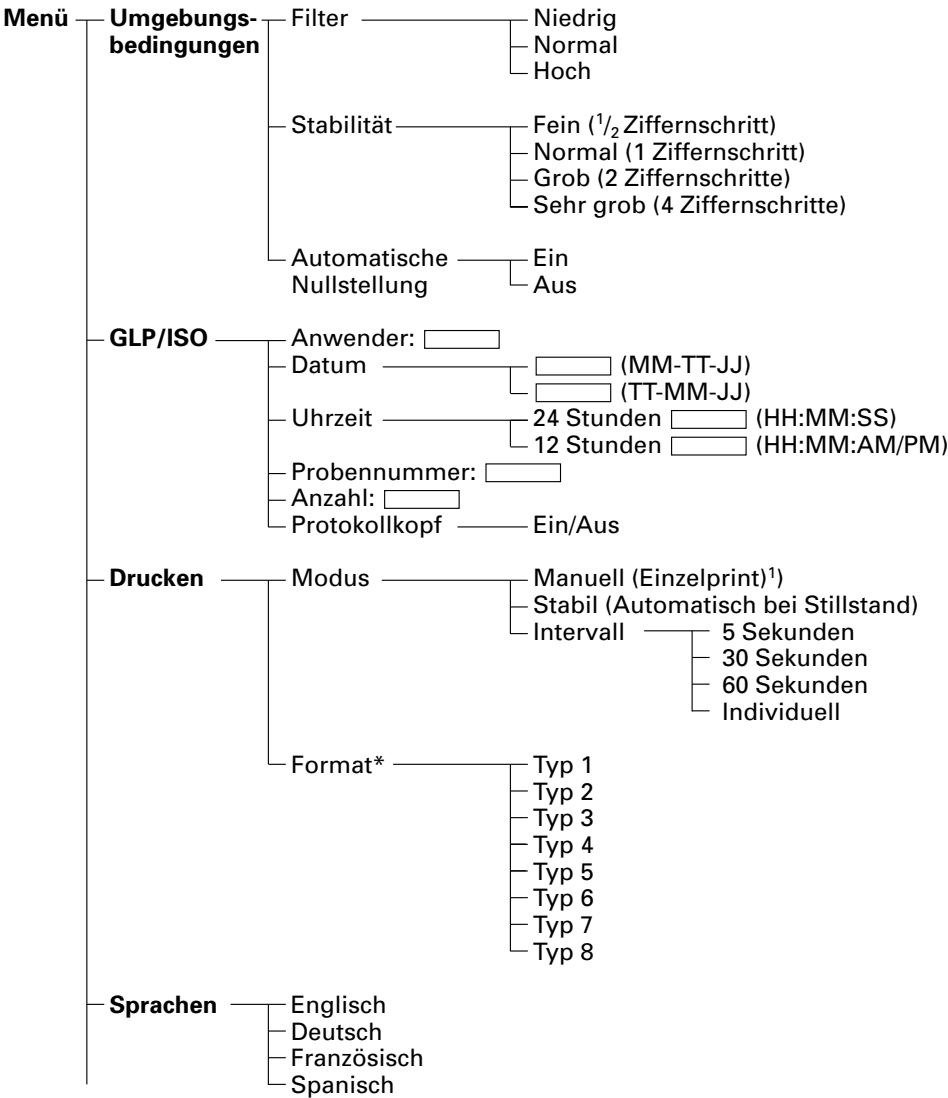 Menü Umgebungs- Filter Niedrig
bedingungen Normal
Hoch
Stabilität Fein (1/2 Ziffernschritt)
Normal (1 Ziffernschritt)
Grob (2 Ziffernschritte)
Sehr grob (4 Ziffernschritte)
Automatische Ein
Nullstellung Aus
GLP/ISO Anwender:
Datum (MM-TT-JJ)
(TT-MM-JJ)
Uhrzeit 24 Stunden (HH:MM:SS)
12 Stunden (HH:MM:AM/PM)
Probennummer:
Anzahl:
Protokollkopf Ein/Aus
Drucken Modus Manuell (Einzelprint)¹)
Stabil (Automatisch bei Stillstand)
Intervall 5 Sekunden
30 Sekunden
60 Sekunden
Individuell
Format* Typ 1
Typ 2
Typ 3
Typ 4
Typ 5
Typ 6
Typ 7
Typ 8
Sprachen Englisch
Deutsch
Französisch
Spanisch